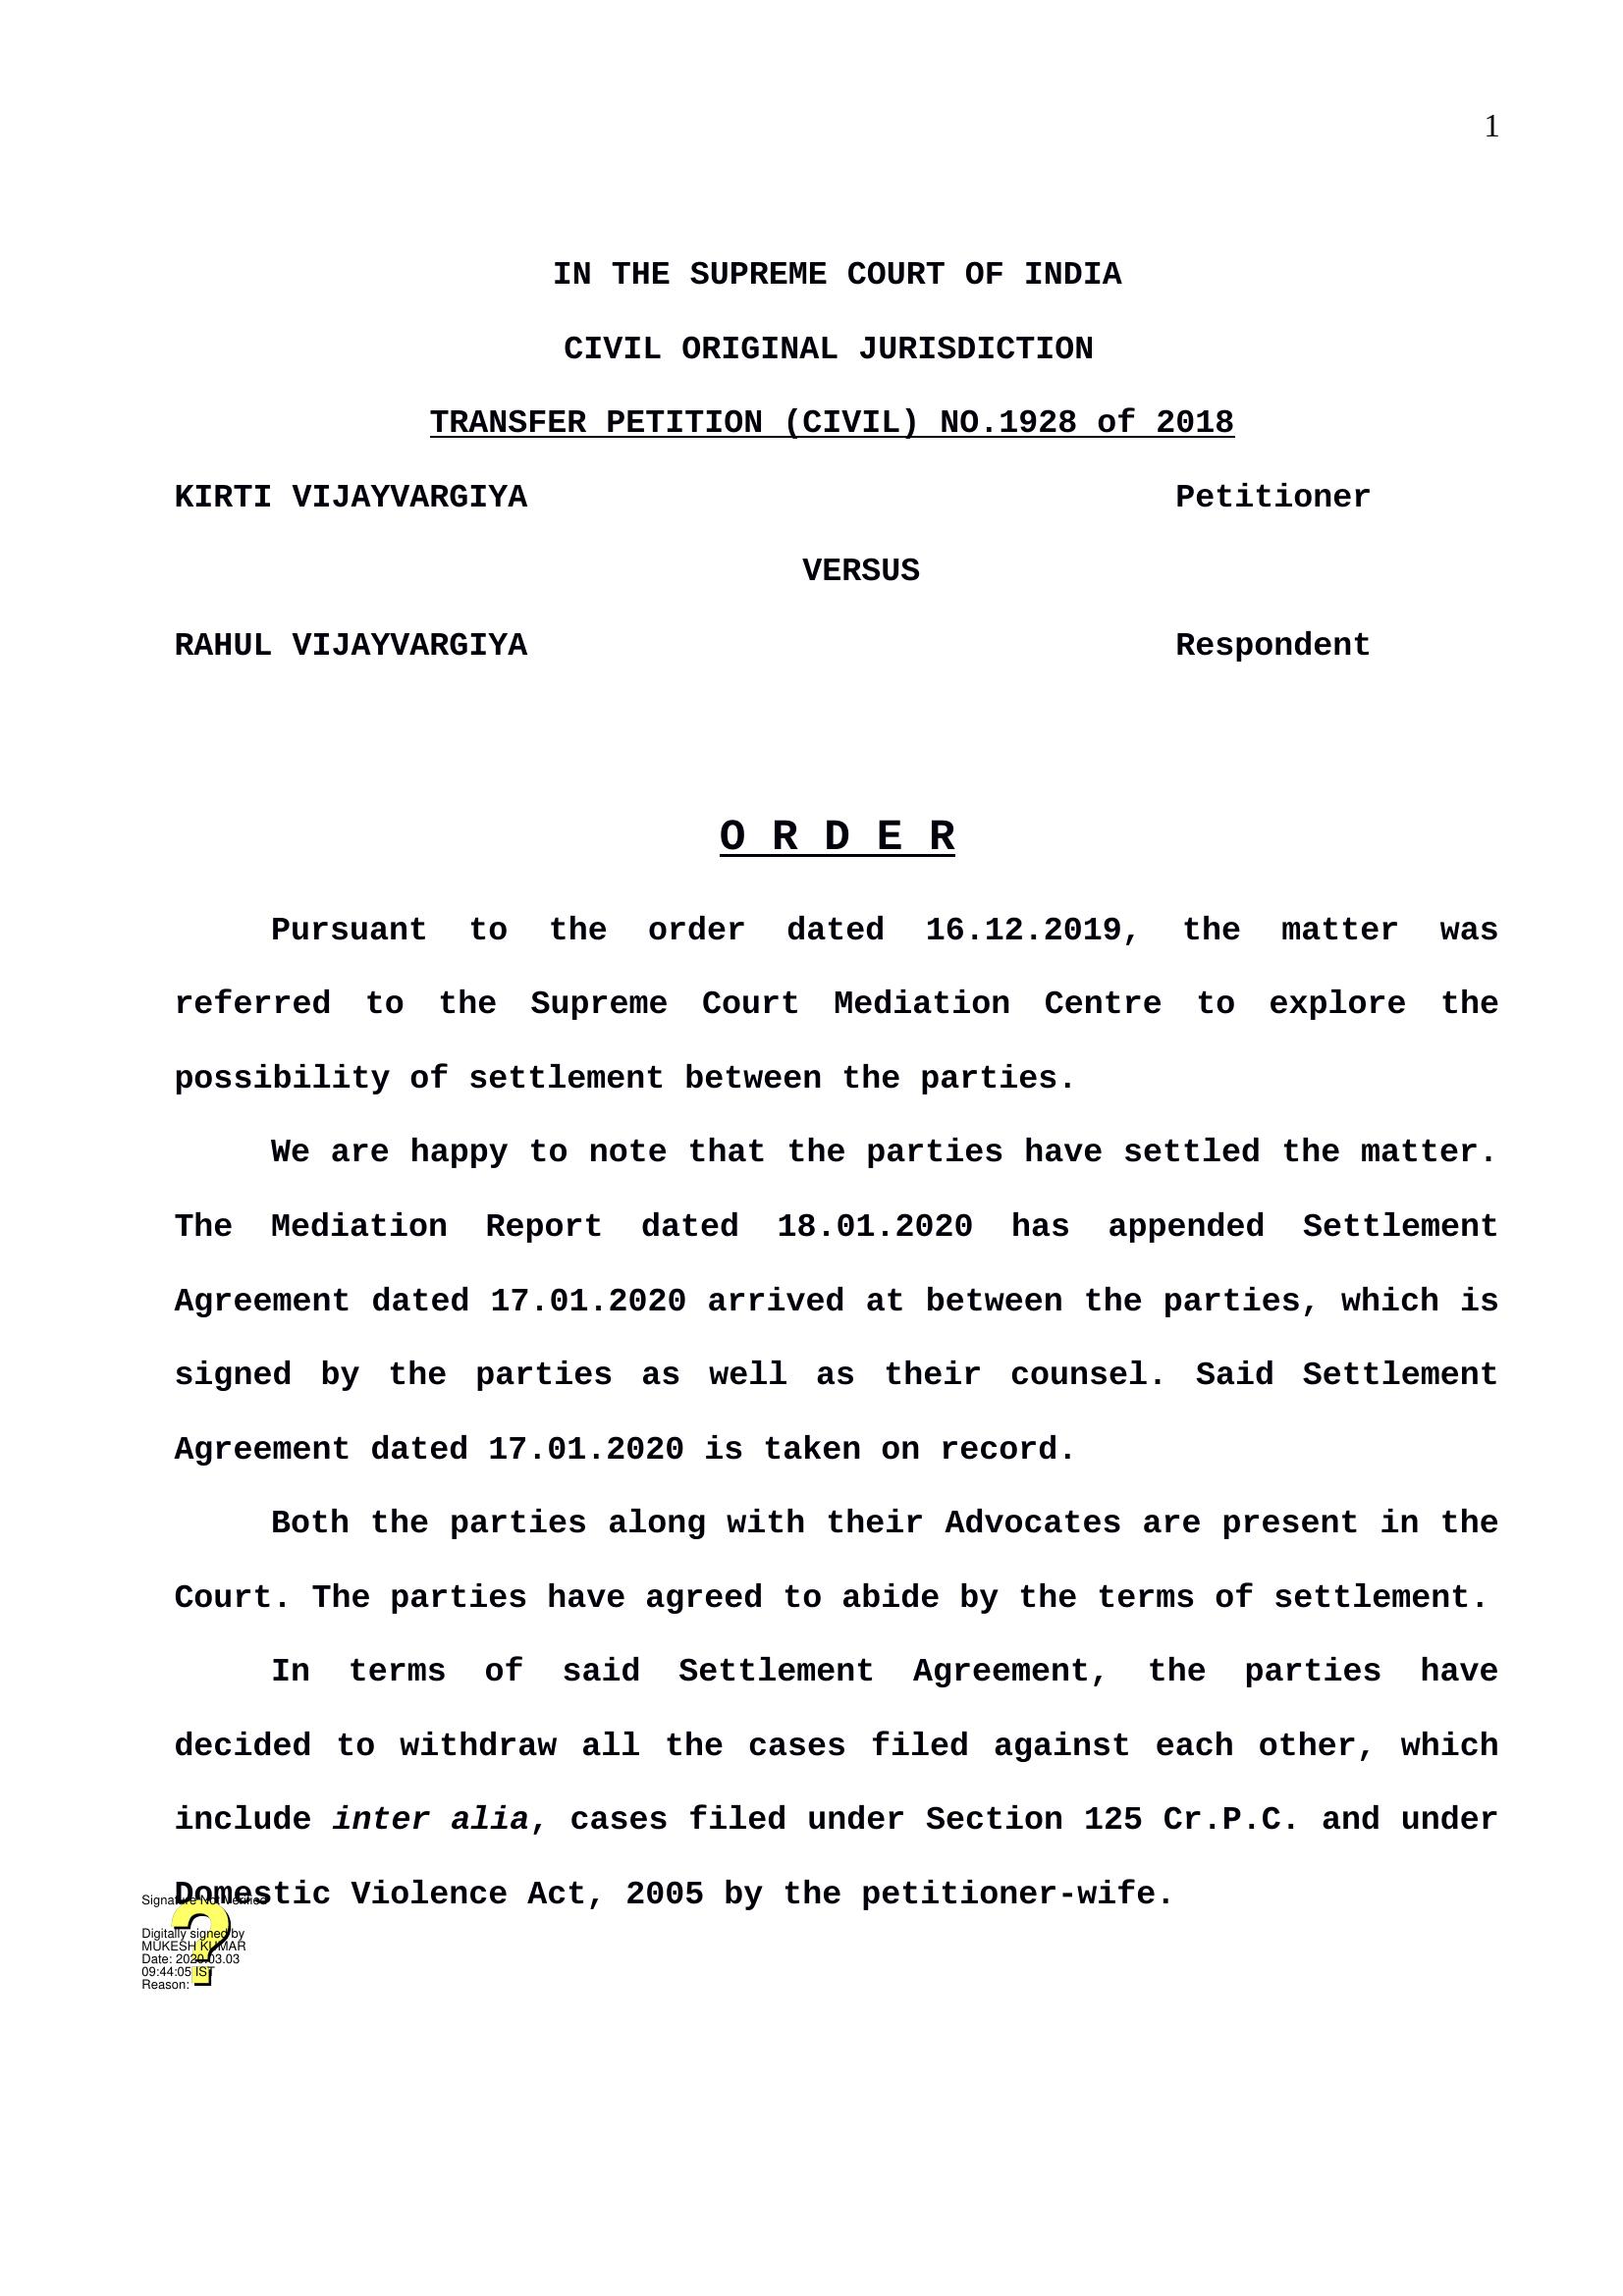 1
IN THE SUPREME COURT OF INDIA
CIVIL ORIGINAL JURISDICTION
TRANSFER PETITION (CIVIL) NO.1928 of 2018
KIRTI VIJAYVARGIYA Petitioner
VERSUS
RAHUL VIJAYVARGIYA Respondent
O R D E R
Pursuant to the order dated 16.12.2019, the matter was
referred to the Supreme Court Mediation Centre to explore the
possibility of settlement between the parties.
We are happy to note that the parties have settled the matter.
The Mediation Report dated 18.01.2020 has appended Settlement
Agreement dated 17.01.2020 arrived at between the parties, which is
signed by the parties as well as their counsel. Said Settlement
Agreement dated 17.01.2020 is taken on record.
Both the parties along with their Advocates are present in the
Court. The parties have agreed to abide by the terms of settlement.
In terms of said Settlement Agreement, the parties have
decided to withdraw all the cases filed against each other, which
include inter alia, cases filed under Section 125 Cr.P.C. and under
Domestic Violence Act, 2005 by the petitioner-wife.
Signature Not Verified
Digitally signed by
MUKESH KUMAR
Date: 2020.03.03
09:44:05 IST
Reason: